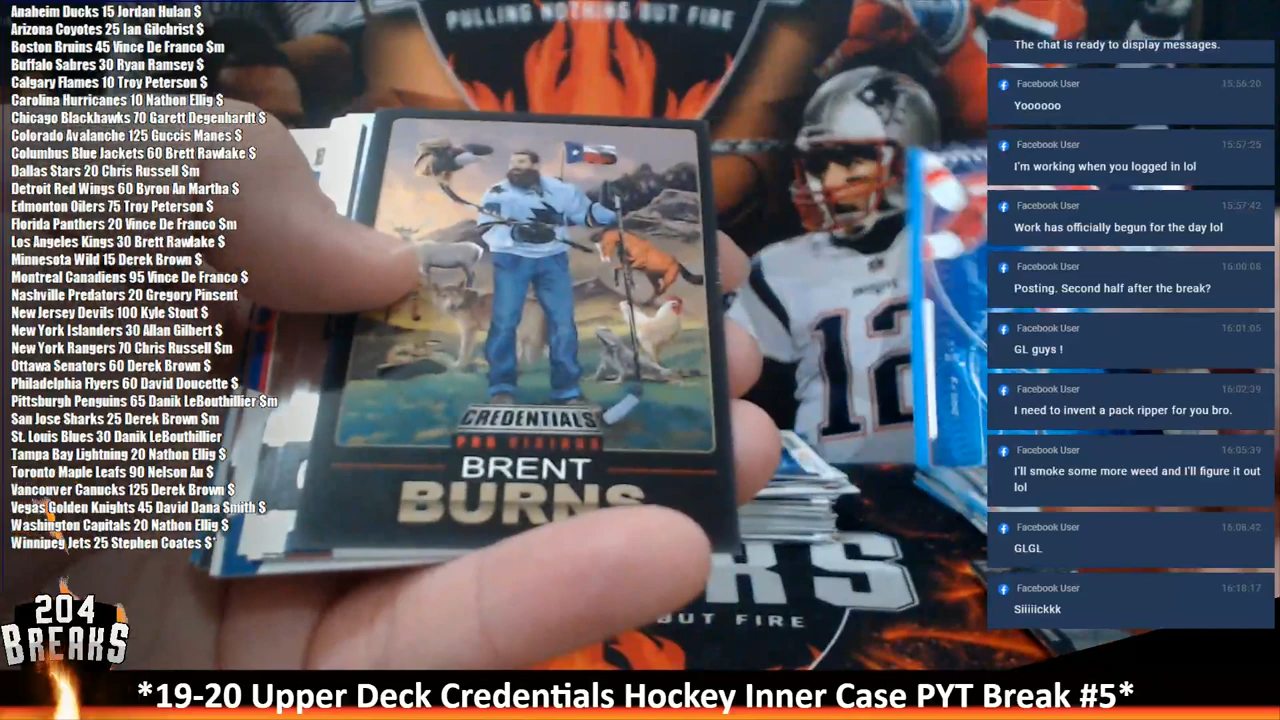 Anaheim Ducks 15 Jordan Hulan $
Arizona Coyotes 25 Ian Gilchrist $
Boston Bruins 45 Vince De Franco $m
Buffalo Sabres 30 Ryan Ramsey $
Calgary Flames 10 Troy Peterson $
Carolina Hurricanes 10 Nathon Ellig $
Chicago Blackhawks 70 Garett Degenhardt $
Colorado Avalanche 125 Guccis Manes $
Columbus Blue Jackets 60 Brett Rawlake $
Dallas Stars 20 Chris Russell $m
Detroit Red Wings 60 Byron An Martha $
Edmonton Oilers 75 Troy Peterson $
Florida Panthers 20 Vince De Franco $m
Los Angeles Kings 30 Brett Rawlake $
Minnesota Wild 15 Derek Brown $
Montreal Canadiens 95 Vince De Franco $
Nashville Predators 20 Gregory Pinsent
New Jersey Devils 100 Kyle Stout $
New York Islanders 30 Allan Gilbert $
New York Rangers 70 Chris Russell $m
Ottawa Senators 60 Derek Brown $
Philadelphia Flyers 60 David Doucette $
Pittsburgh Penguins 65 Danik LeBouthillier $m
San Jose Sharks 25 Derek Brown $m
St. Louis Blues 30 Danik LeBouthillier
Tampa Bay Lightning 20 Nathon Ellig $
Toronto Maple Leafs 90 Nelson Au $
Vancouver Canucks 125 Derek Brown $
Vegas Golden Knights 45 David Dana Smith $
Washington Capitals 20 Nathon Ellig $
Winnipeg Jets 25 Stephen Coates $*
204
BREAKS
PULLING NOTHING BUT FIRE
CREDENTIALS
PRO VISIONS
BRENT
BURNS
12
BUT FIRE
The chat is ready to display messages.
Facebook User 15:56:20
Yoooooo
Facebook User 15:57:25
I'm working when you logged in lol
Facebook User 15:57:42
Work has officially begun for the day lol
Facebook User 16:00:08
Posting. Second half after the break?
Facebook User 16:01:05
GL guys !
Facebook User 16:02:39
I need to invent a pack ripper for you bro.
Facebook User 16:05:39
I'll smoke some more weed and I'll figure it out
lol
Facebook User 16:08:42
GLGL
Facebook User 16:18:17
Siiiiickkk
*19-20 Upper Deck Credentials Hockey Inner Case PYT Break #5*